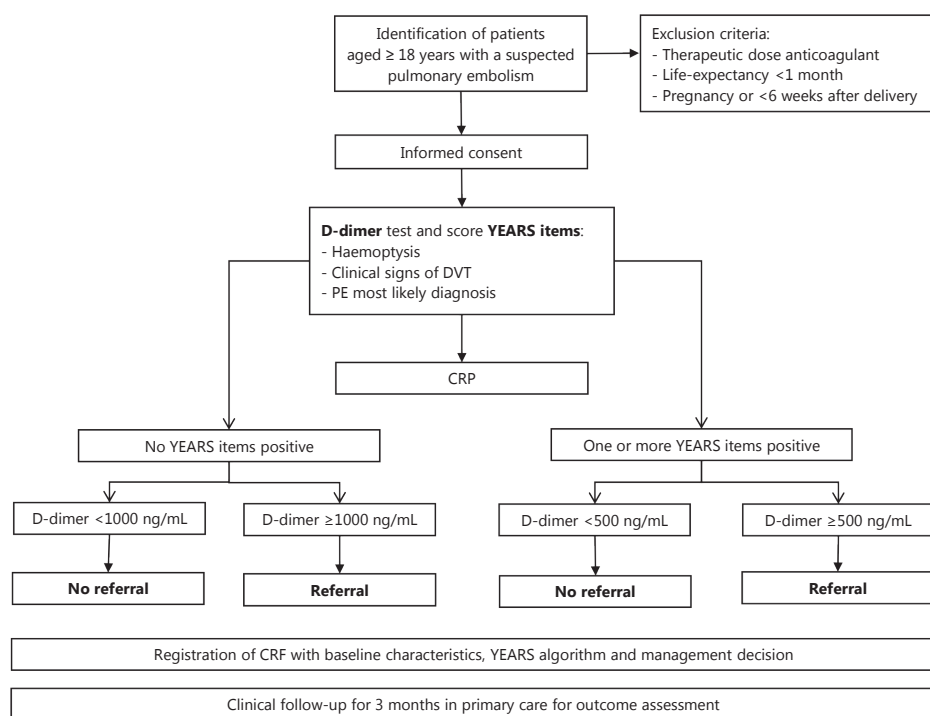 Identification of patients
aged ≥ 18 years with a suspected
pulmonary embolism
Exclusion criteria:
- Therapeutic dose anticoagulant
- Life-expectancy <1 month
- Pregnancy or <6 weeks after delivery
Informed consent
D-dimer test and score YEARS items:
- Haemoptysis
- Clinical signs of DVT
- PE most likely diagnosis
CRP
No YEARS items positive
One or more YEARS items positive
D-dimer <1000 ng/mL
D-dimer ≥1000 ng/mL
D-dimer <500 ng/mL
D-dimer ≥500 ng/mL
No referral
Referral
No referral
Referral
Registration of CRF with baseline characteristics, YEARS algorithm and management decision
Clinical follow-up for 3 months in primary care for outcome assessment